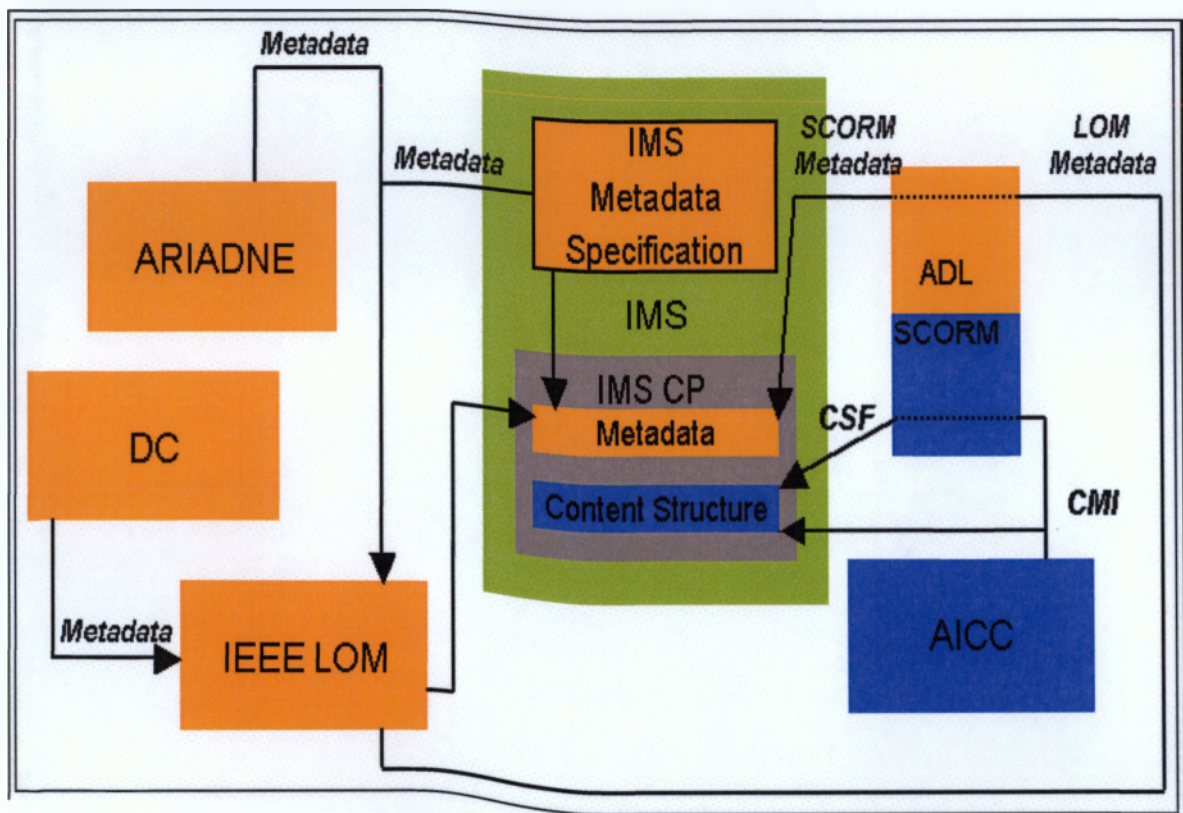 Metadata
Metadata
IMS
Metadata
Specification
SCORM
Metadata
LOM
Metadata
ARIADNE
ADL
IMS
SCORM
IMS CP
DC
Metadata
CSF
Content Structure
CMI
Metadata
IEEE LOM
AICC